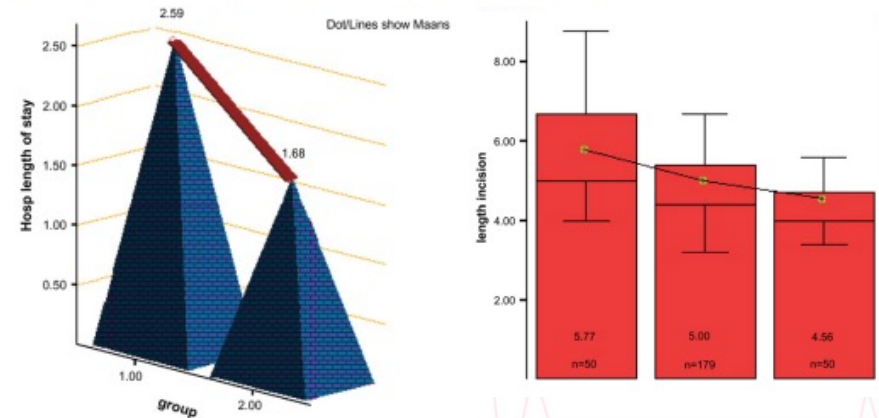 2.59
Dot/Lines show Maans
2.50
2.00
1.50
1.00
0.50
Hosp length of stay
1.68
1.00
2.00
group
8.00
6.00
4.00
2.00
length incision
5.77
5.00
4.56
n=50
n=179
n=50